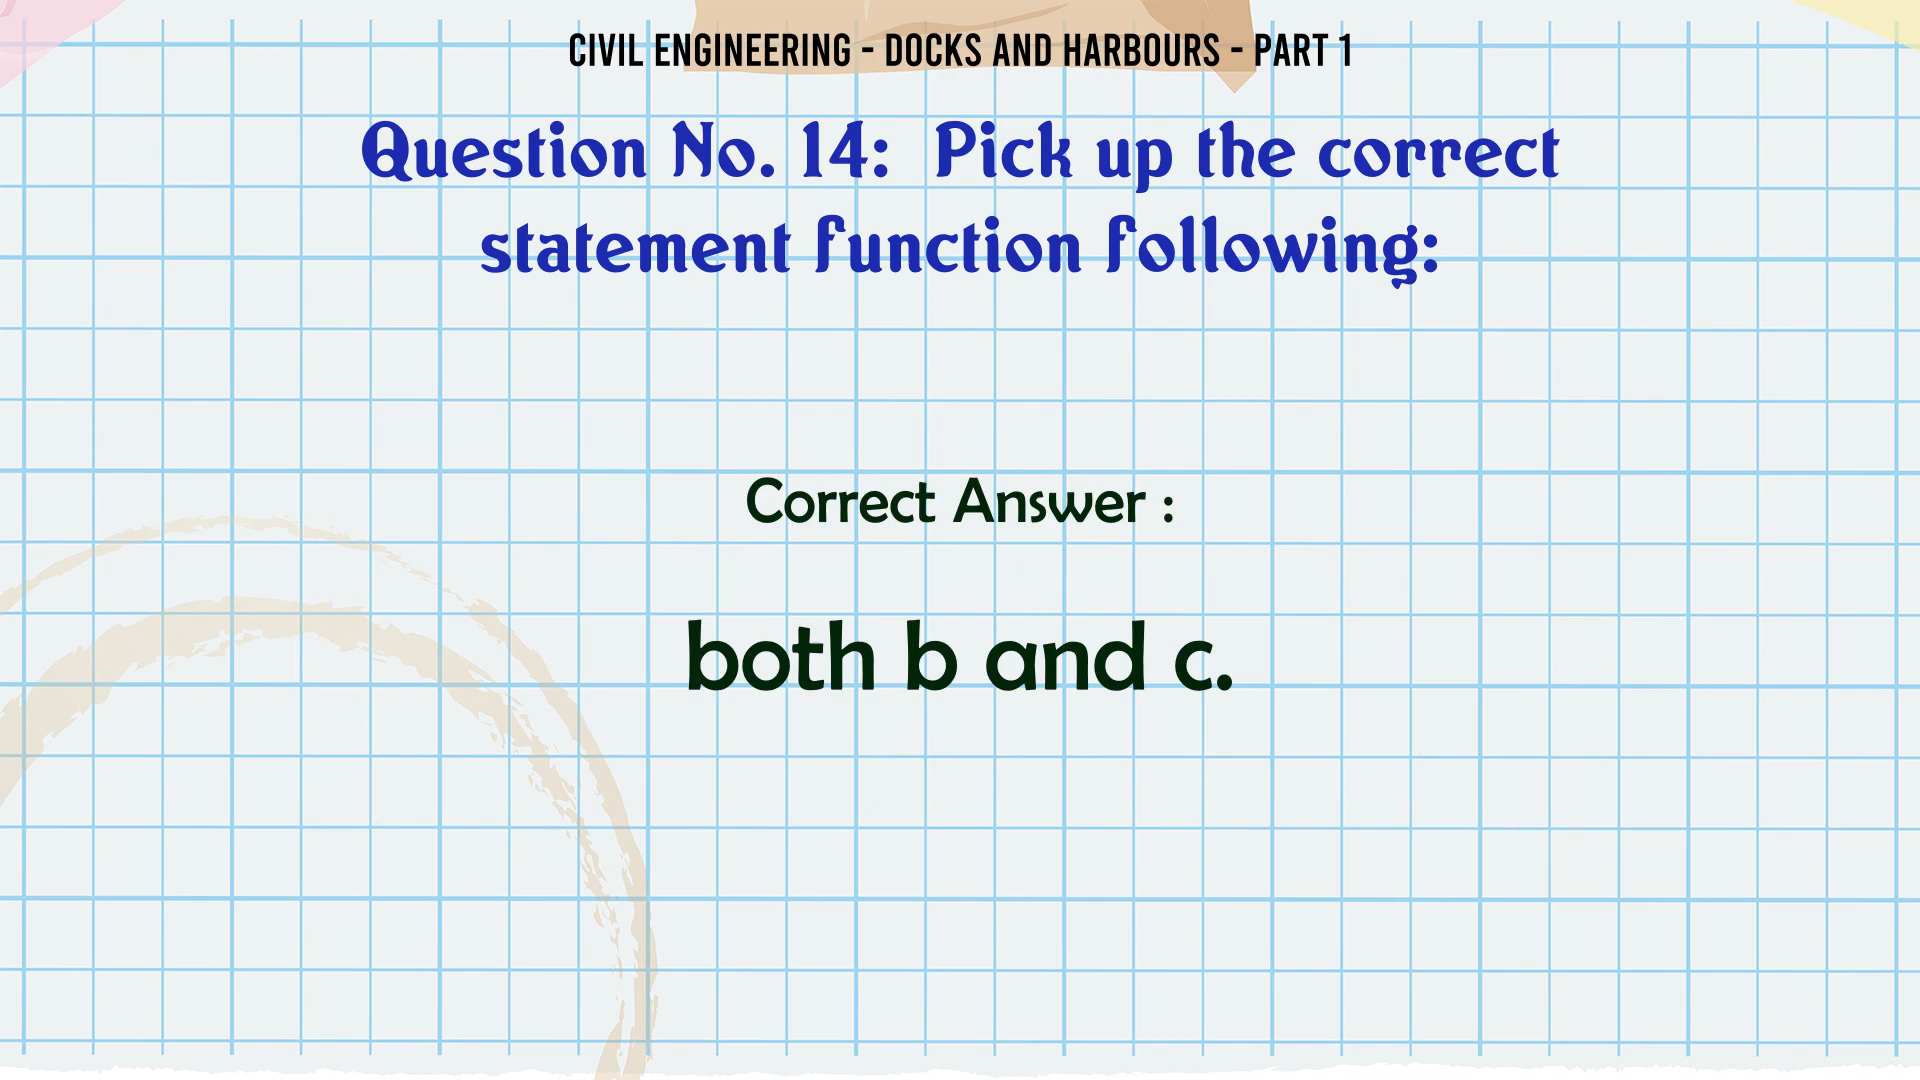 CIVIL ENGINEERING - DOCKS AND HARBOURS - PART 1
Question No. 14: Pick up the correct
statement function following:
Correct Answer :
both b and c.